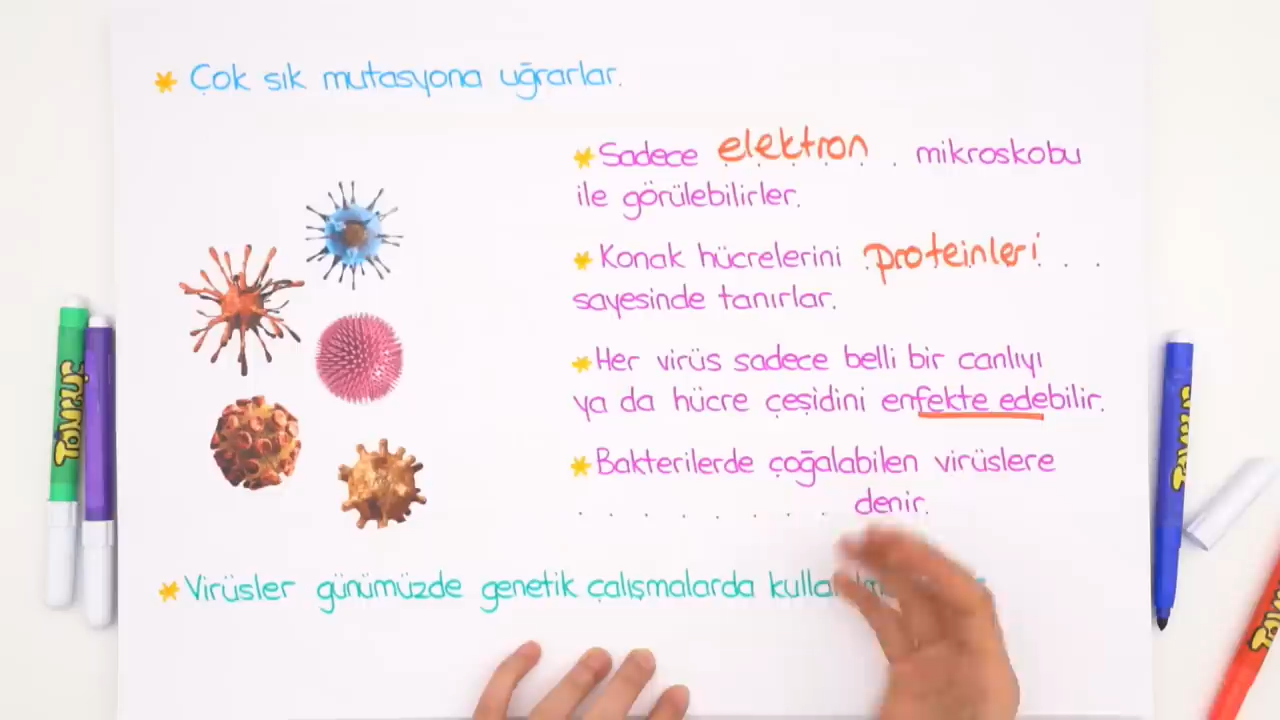 Çok sık mutasyona uğrarlar.
Sadece elektron . mikroskobu
ile görülebilirler.
Konak hücrelerini proteinleri . . .
sayesinde tanırlar.
Her virüs sadece belli bir canlıyı
ya da hücre çeşidini enfekte edebilir.
Bakterilerde çoğalabilen virüslere
. . . . . . . . denir.
Virüsler günümüzde genetik çalışmalarda